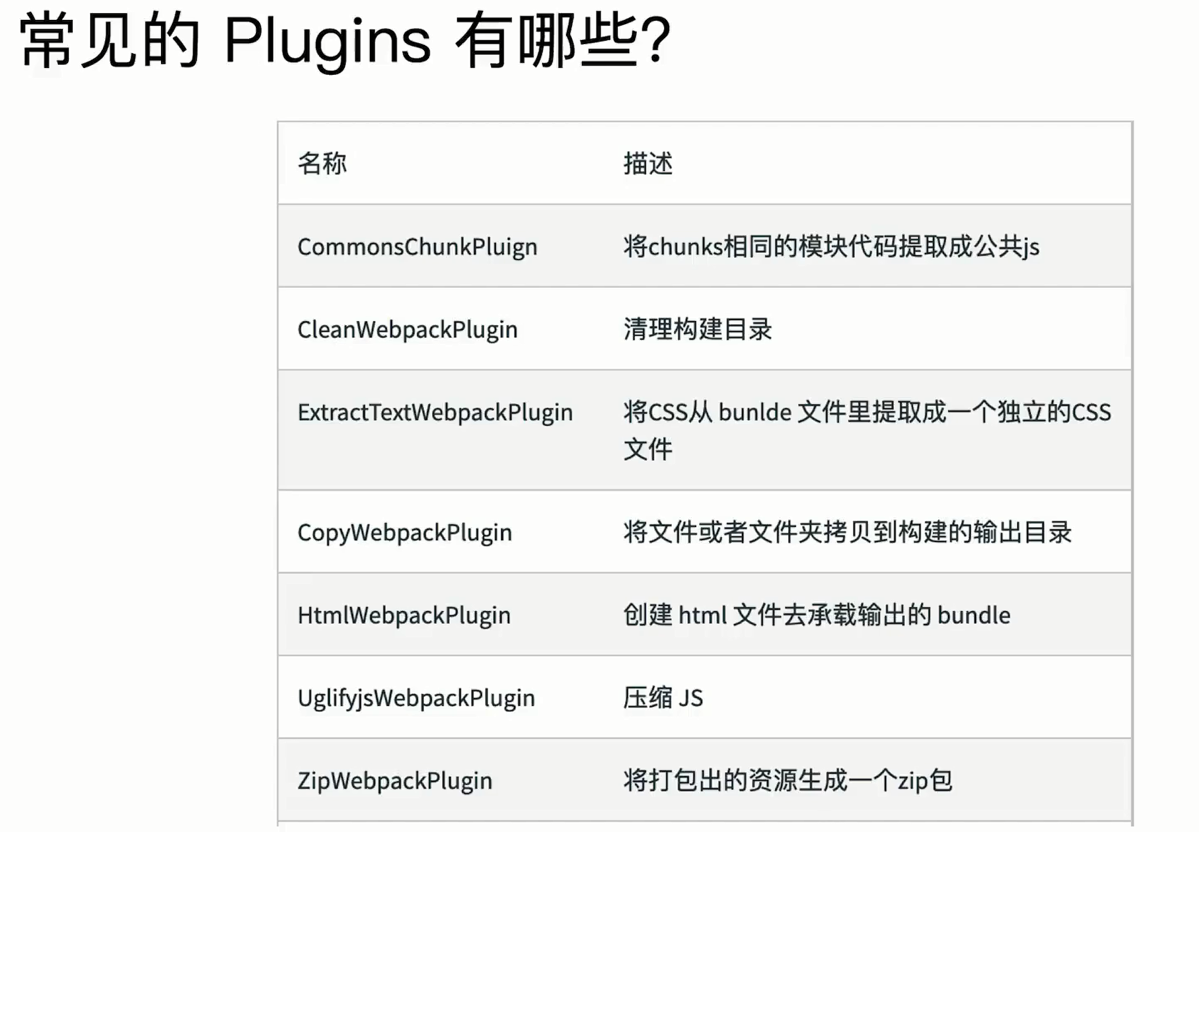 常见的 Plugins 有哪些?
名称 描述
CommonsChunkPluign 将chunks相同的模块代码提取成公共js
CleanWebpackPlugin 清理构建目录
ExtractTextWebpackPlugin 将CSS从 bunlde 文件里提取成一个独立的CSS
文件
CopyWebpackPlugin 将文件或者文件夹拷贝到构建的输出目录
HtmlWebpackPlugin 创建 html 文件去承载输出的 bundle
UglifyjsWebpackPlugin 压缩 JS
ZipWebpackPlugin 将打包出的资源生成一个zip包